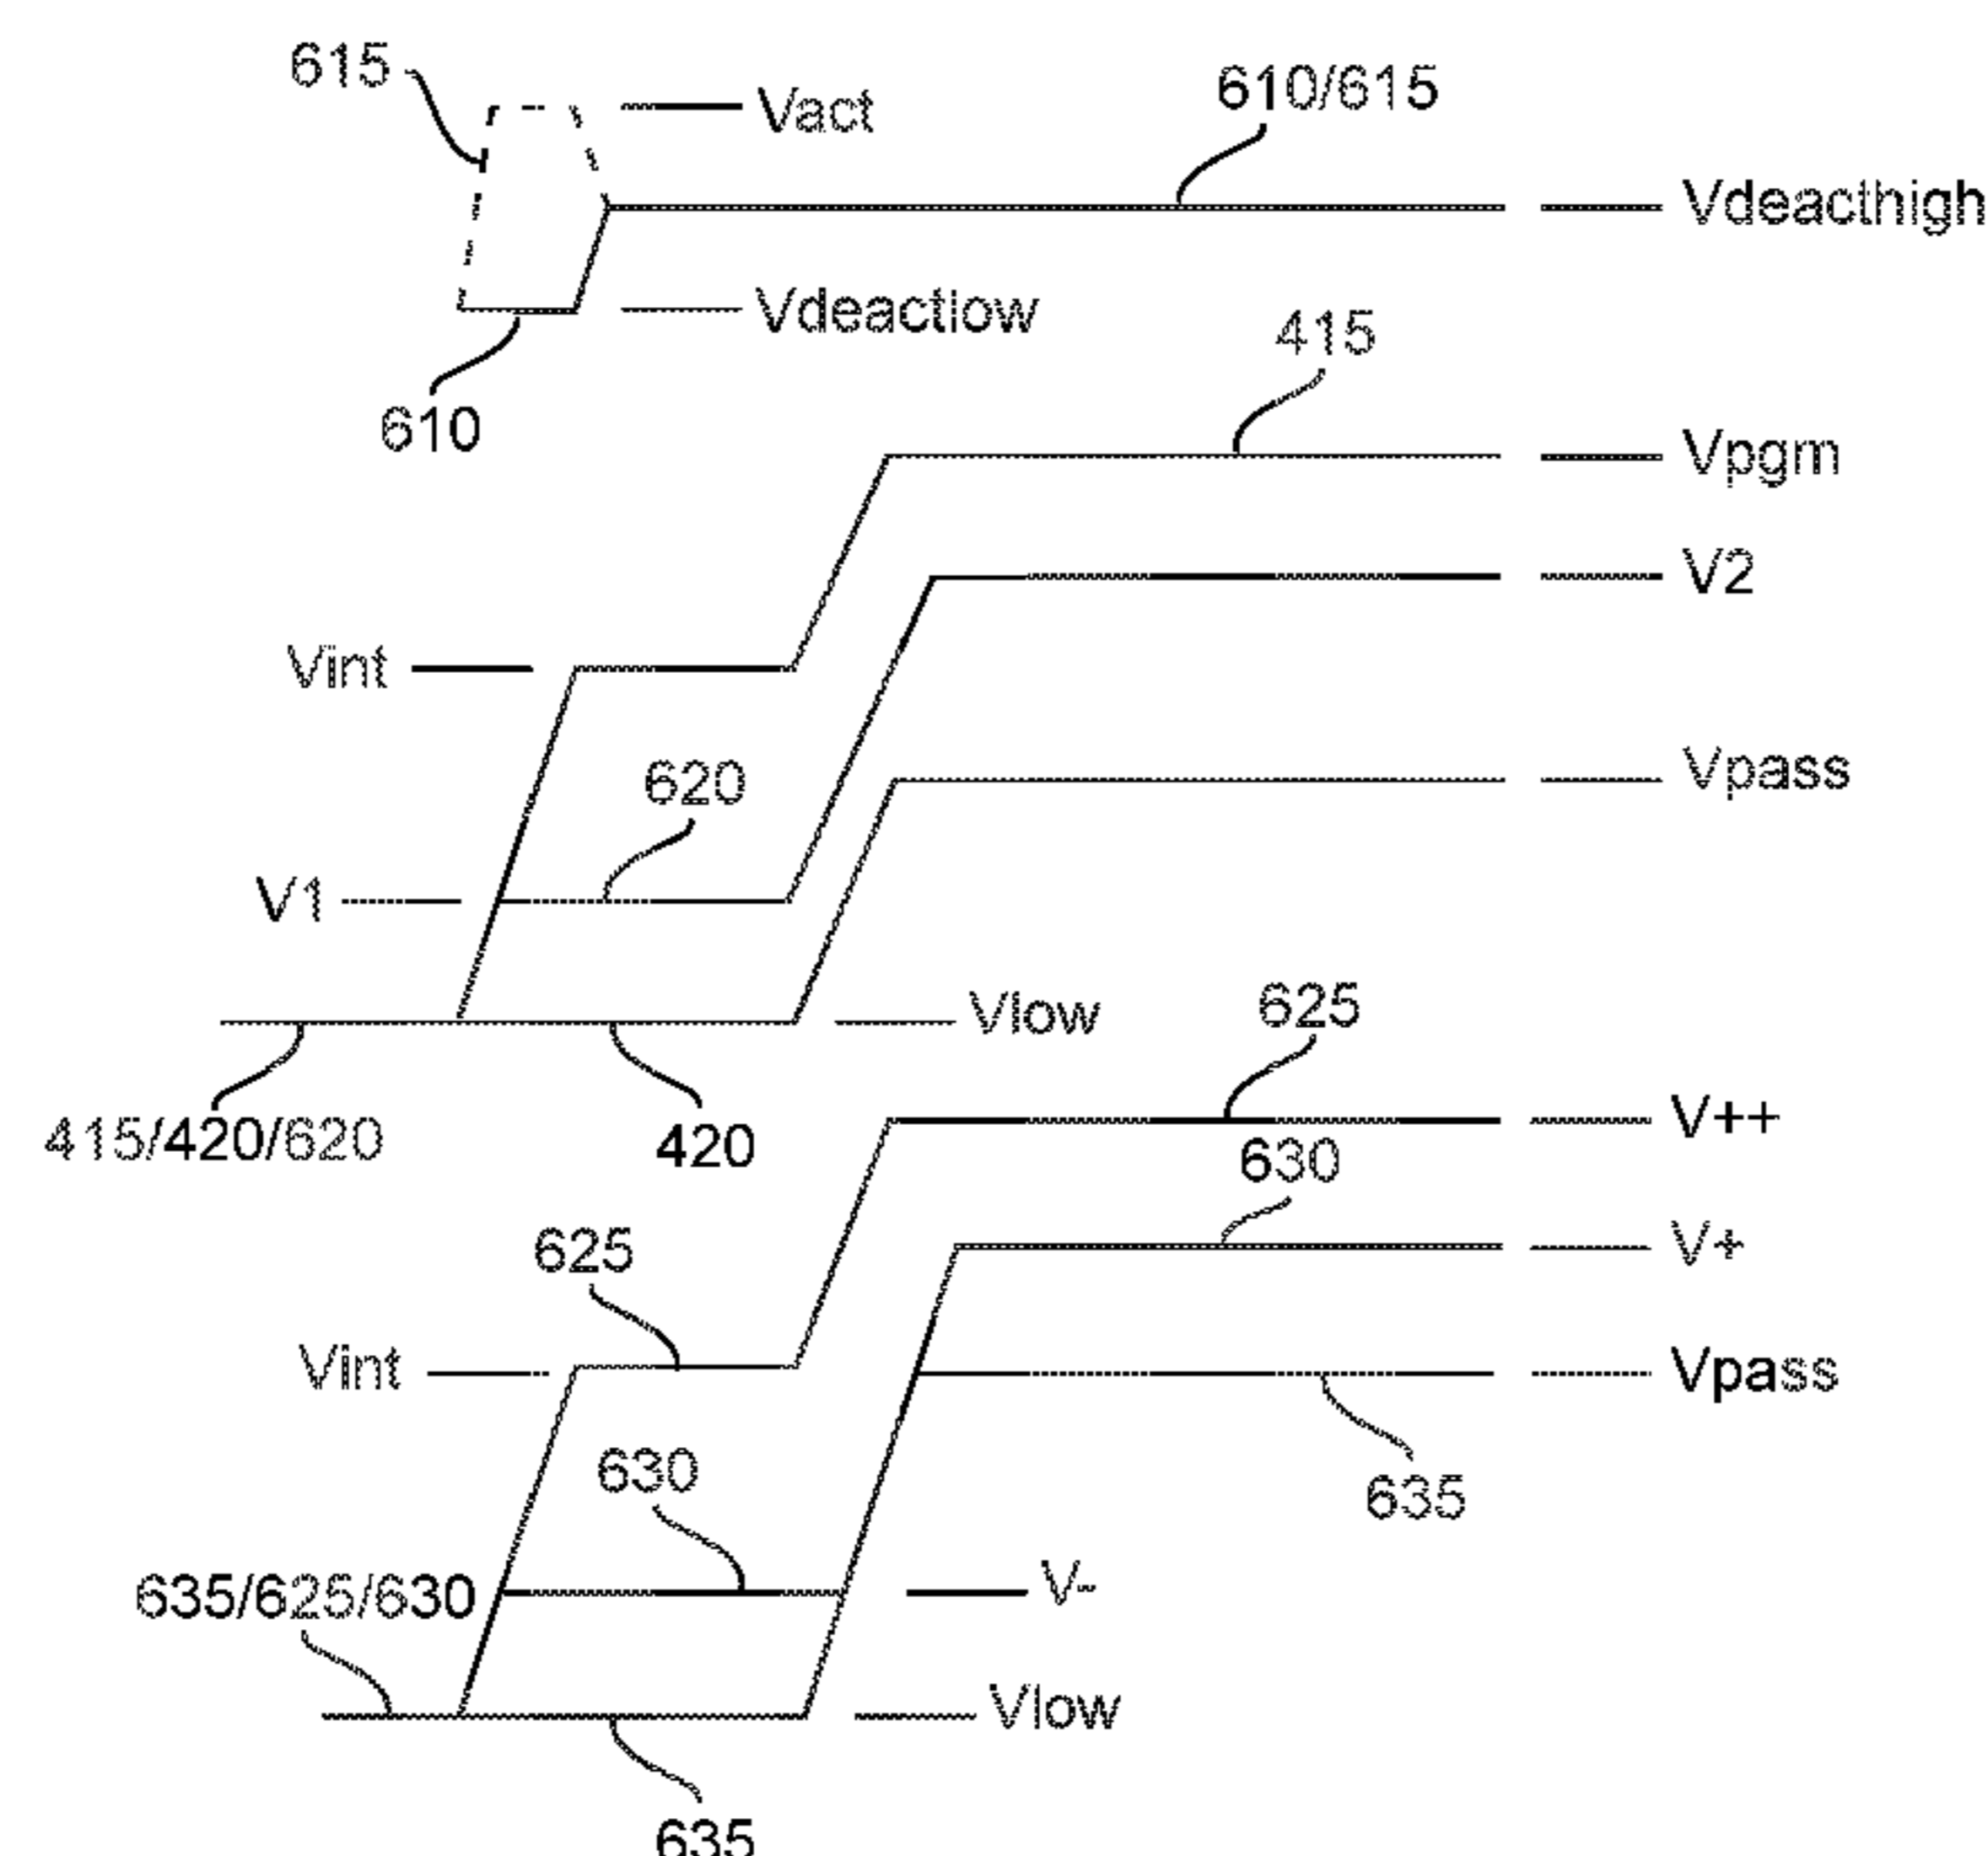 615
Vact
610/615
Vdeacthigh
Vdeactiow
415
610
Vpgm
V2
Vint
Vpass
620
V1
Vlow
625
415/420/620
420
V++
630
625
V+
Vint
Vpass
630
635
635/625/630
V-
Vlow
635